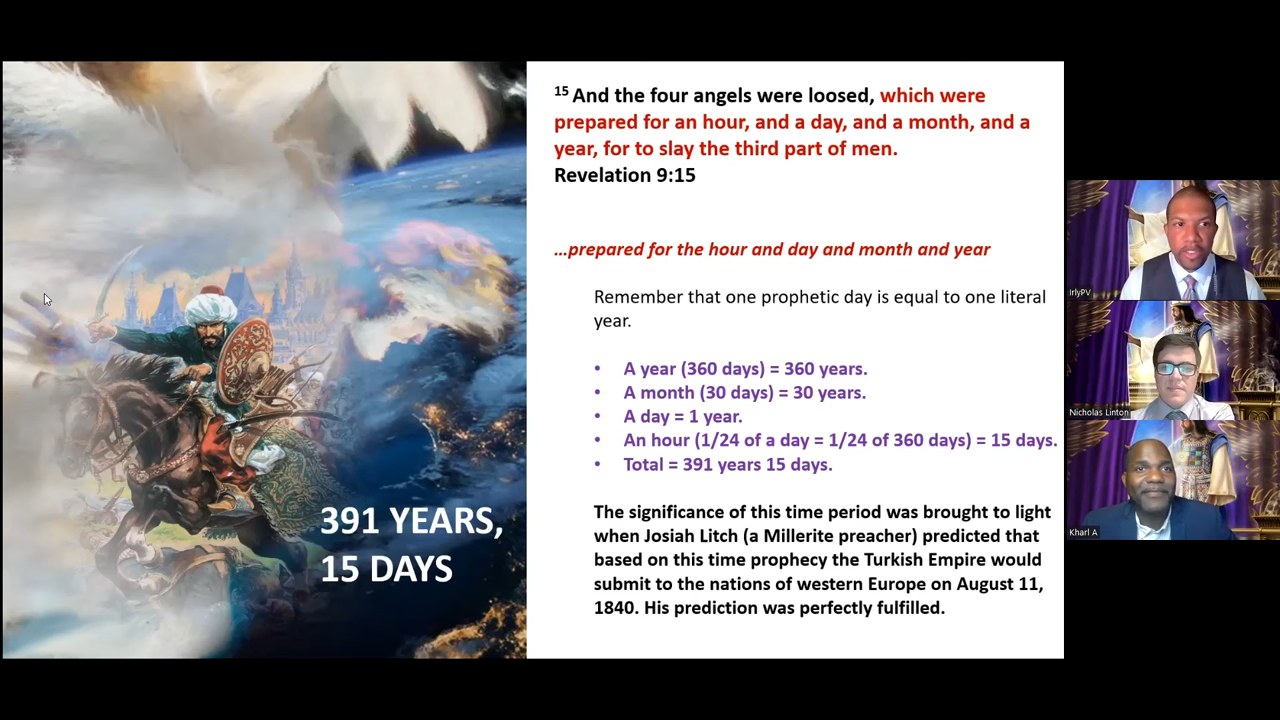 15 And the four angels were loosed, which were
prepared for an hour, and a day, and a month, and a
year, for to slay the third part of men.
Revelation 9:15
…prepared for the hour and day and month and year
Remember that one prophetic day is equal to one literal
year.
• A year (360 days) = 360 years.
• A month (30 days) = 30 years.
• A day = 1 year.
• An hour (1/24 of a day = 1/24 of 360 days) = 15 days.
• Total = 391 years 15 days.
The significance of this time period was brought to light
when Josiah Litch (a Millerite preacher) predicted that
based on this time prophecy the Turkish Empire would
submit to the nations of western Europe on August 11,
1840. His prediction was perfectly fulfilled.
391 YEARS,
15 DAYS
IrlyPV
Nicholas Linton
Kharl A